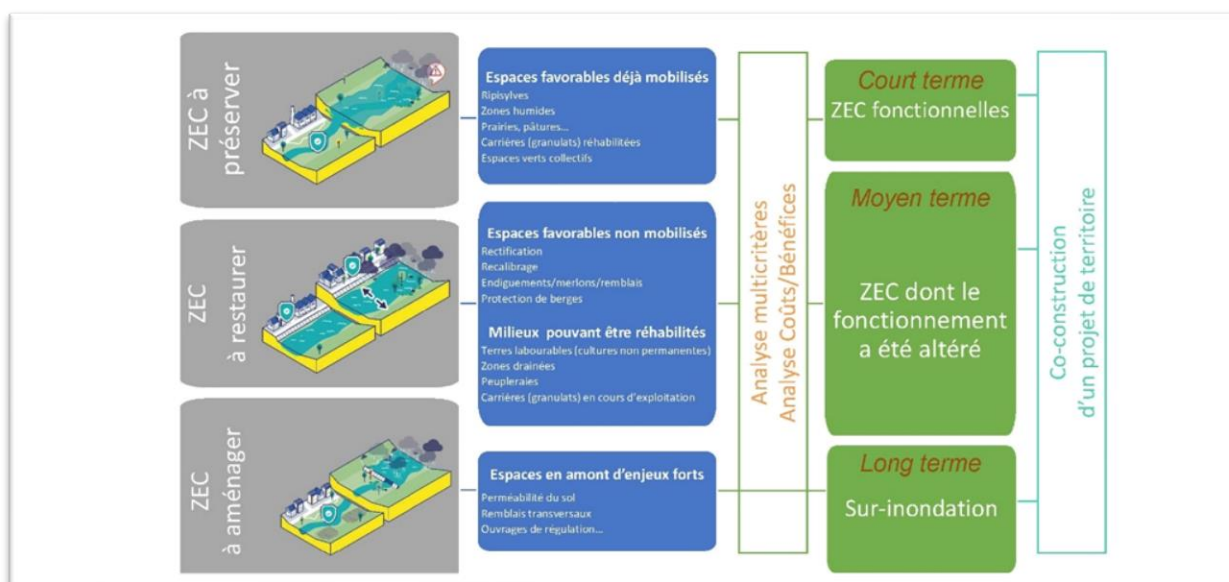 ZEC à
préserver
Espaces favorables déjà mobilisés
Ripisylves
Zones humides
Prairies, pâtures...
Carrières (granulats) réhabilitées
Espaces verts collectifs
ZEC
à restaurer
Espaces favorables non mobilisés
Rectification
Recalibrage
Endiguements/merlons/remblais
Protection de berges
Milieux pouvant être réhabilités
Terres labourables (cultures non permanentes)
Zones drainées
Peupleraies
Carrières (granulats) en cours d'exploitation
ZEC
à aménager
Espaces en amont d'enjeux forts
Perméabilité du sol
Remblais transversaux
Ouvrages de régulation...
Analyse multicritères
Analyse Coûts/Bénéfices
Court terme
ZEC fonctionnelles
Moyen terme
ZEC dont le
fonctionnement
a été altéré
Long terme
Sur-inondation
Co-construction
d'un projet de territoire